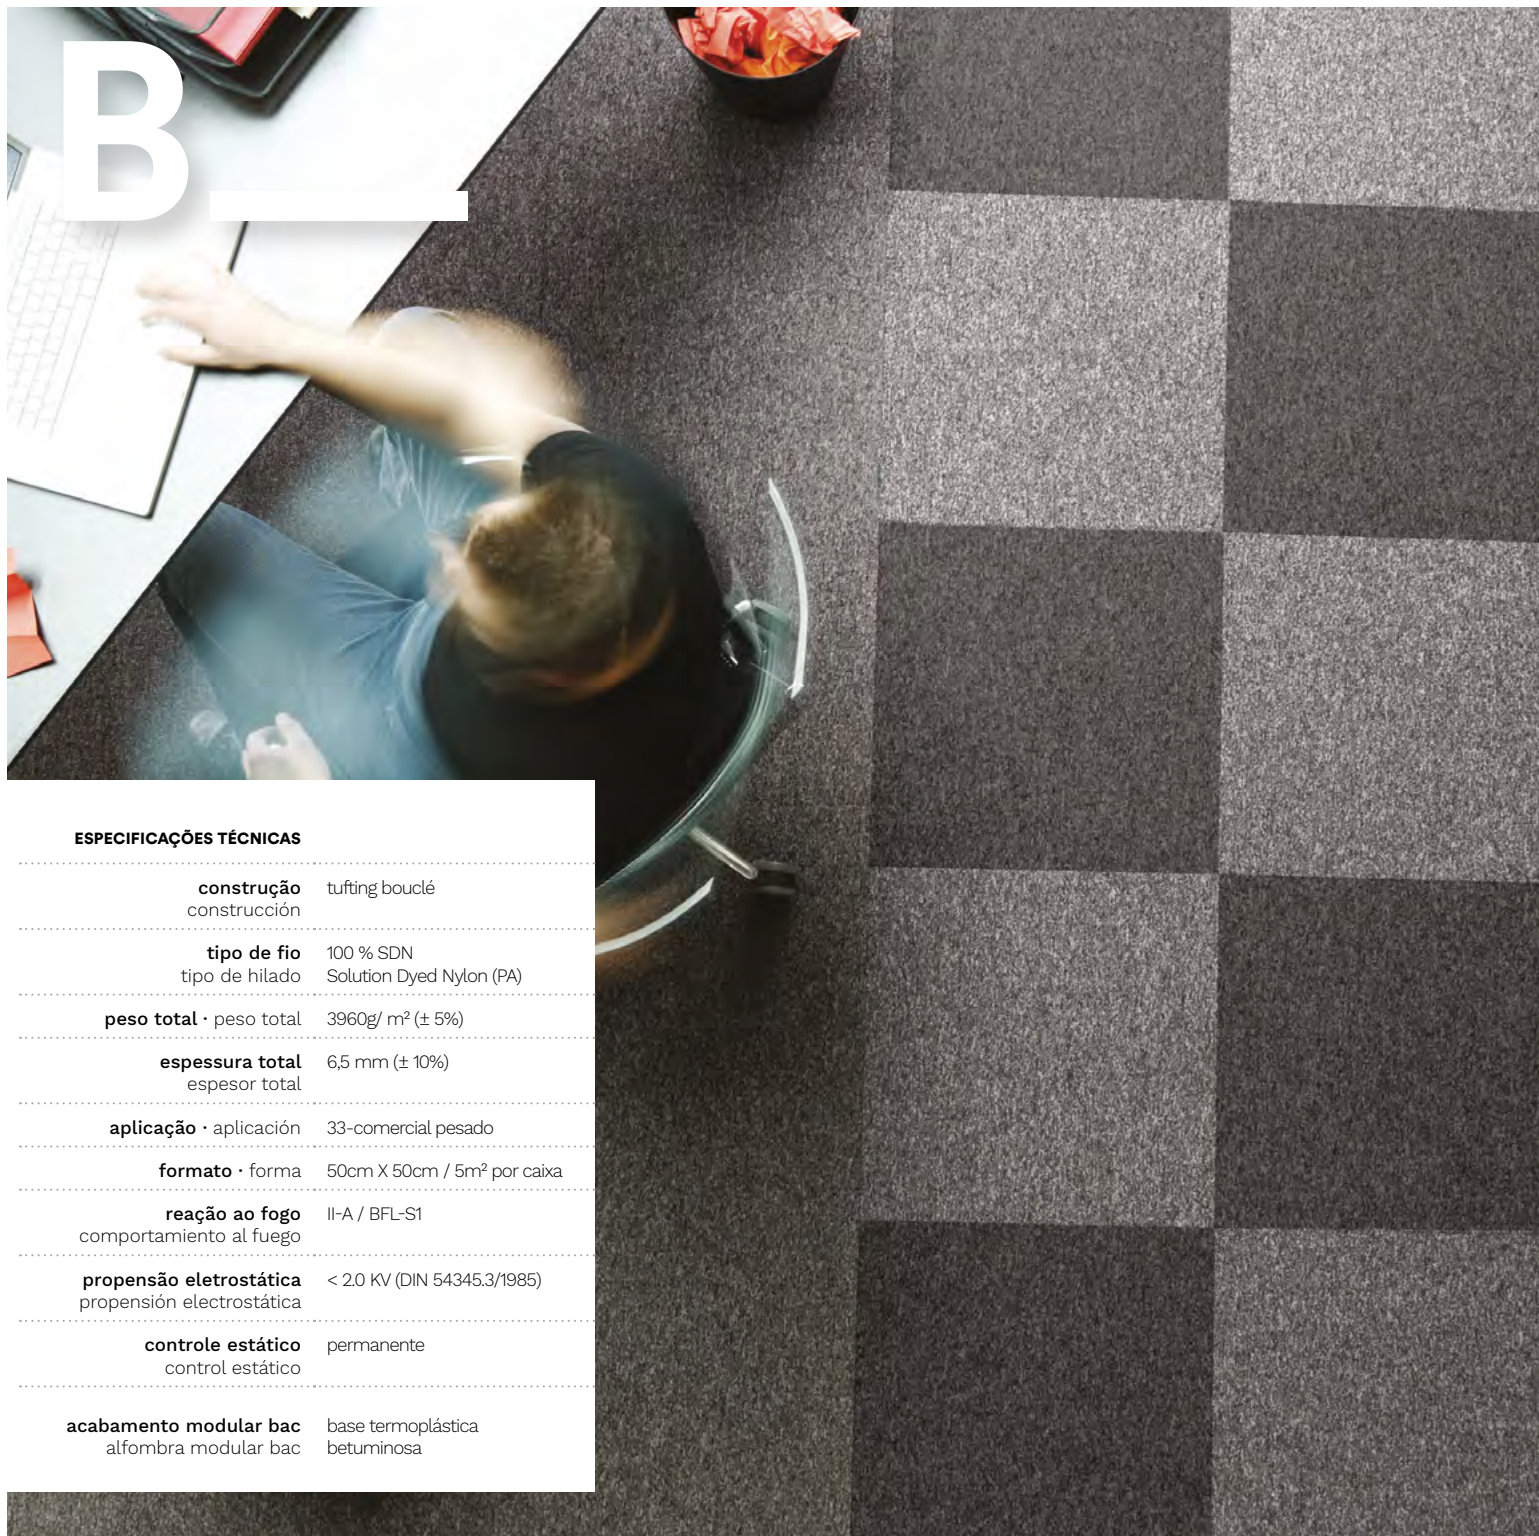 B_
ESPECIFICAÇÕES TÉCNICAS
construção tufting bouclé
construcción
tipo de fio 100 % SDN
tipo de hilado Solution Dyed Nylon (PA)
peso total · peso total 3960g/ m² (± 5%)
espessura total 6,5 mm (± 10%)
espesor total
aplicação · aplicación 33-comercial pesado
formato · forma 50cm X 50cm / 5m² por caixa
reação ao fogo II-A / BFL-S1
comportamiento al fuego
propensão eletrostática < 2.0 KV (DIN 54345.3/1985)
propensión electrostática
controle estático permanente
control estático
acabamento modular bac base termoplástica
alfombra modular bac betuminosa